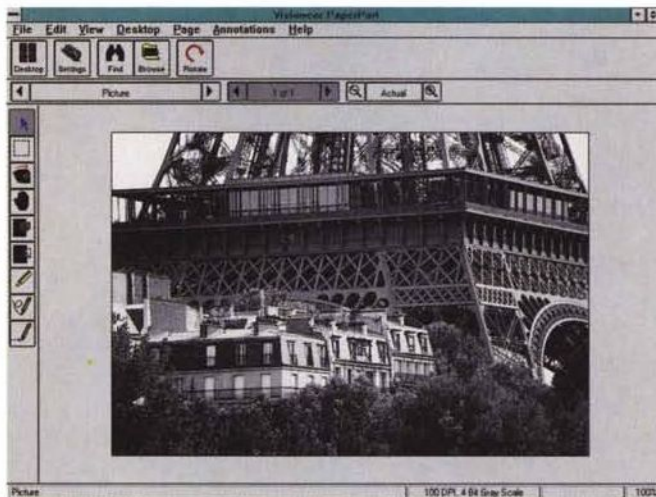 Visioneer PaperPort
File Edit View Desktop Page Annotations Help
Desktop Settings Find Browse Rotate
Picture 1 of 1 Actual
Picture 100 DPI, 4 Bit Gray Scale 100%